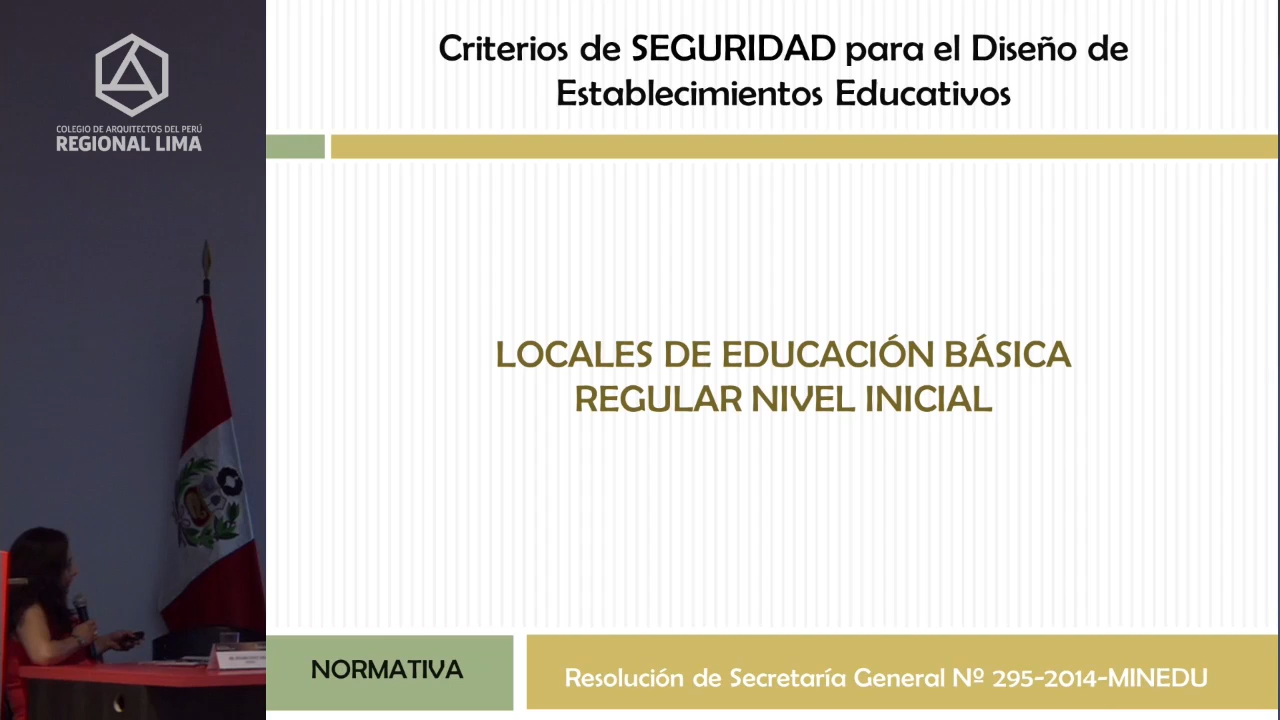 COLEGIO DE ARQUITECTOS DEL PERÚ
REGIONAL LIMA
Criterios de SEGURIDAD para el Diseño de
Establecimientos Educativos
LOCALES DE EDUCACIÓN BÁSICA
REGULAR NIVEL INICIAL
NORMATIVA
Resolución de Secretaría General Nº 295-2014-MINEDU